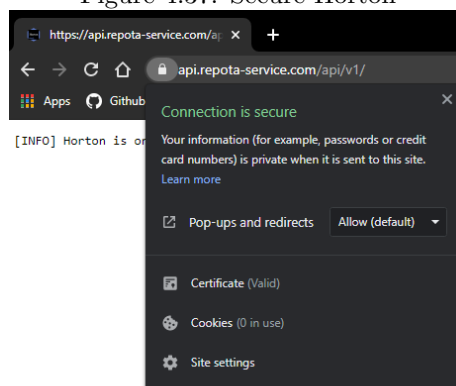 Figure 4.37: Secure Horton
https://api.repota-service.com/ap
api.repota-service.com/api/v1/
Apps Github
[INFO] Horton is on
Connection is secure
Your information (for example, passwords or credit
card numbers) is private when it is sent to this site.
Learn more
Pop-ups and redirects Allow (default)
Certificate (Valid)
Cookies (0 in use)
Site settings